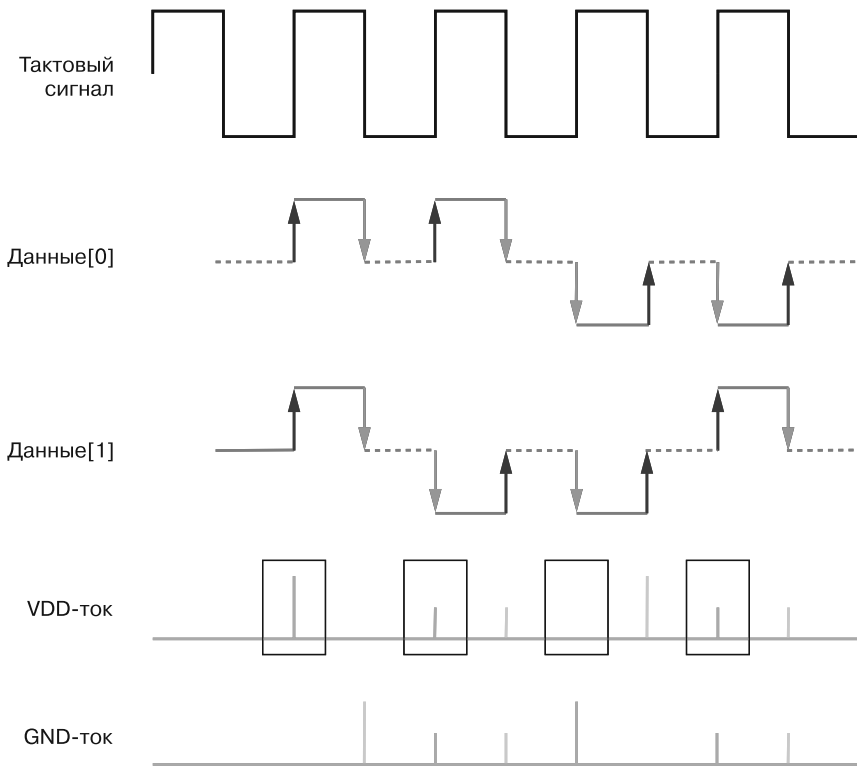 Тактовый
сигнал
Данные[0]
Данные[1]
VDD-ток
GND-ток